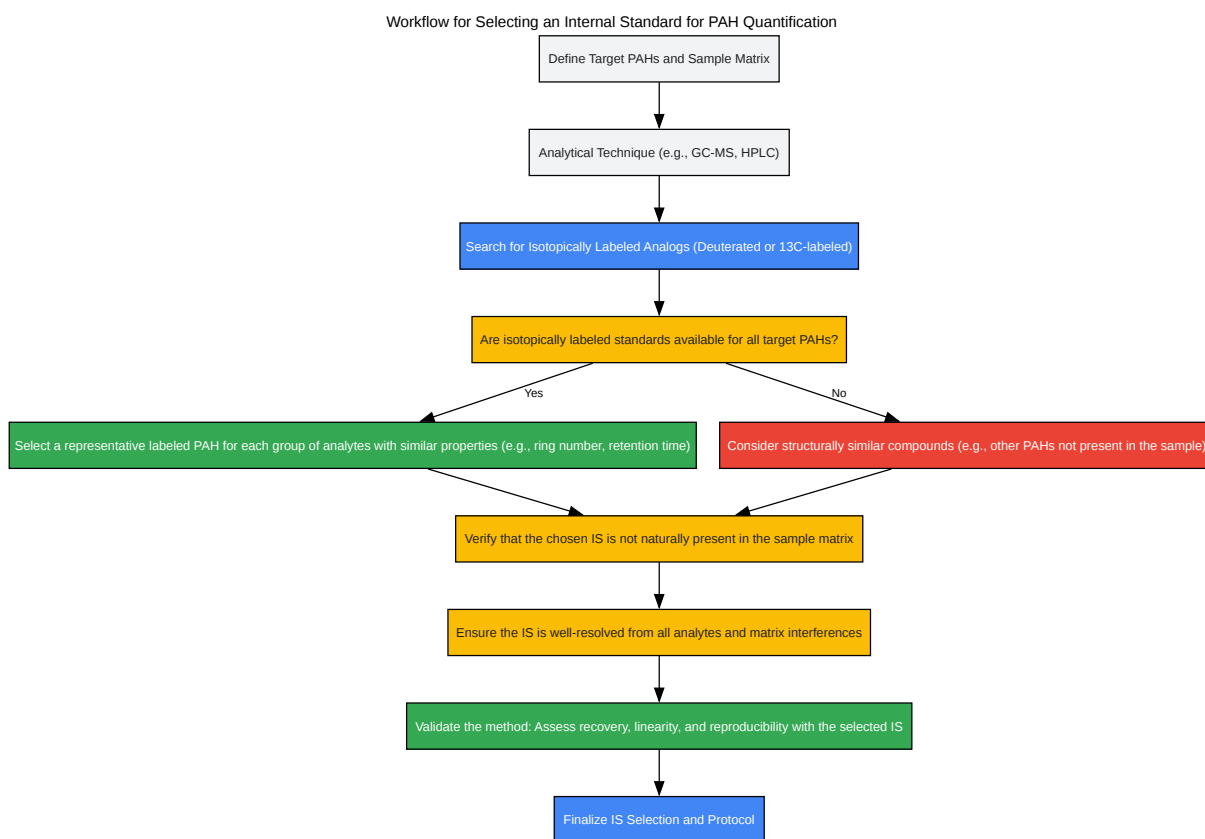 Workflow for Selecting an Internal Standard for PAH Quantification
Define Target PAHs and Sample Matrix
Analytical Technique (e.g., GC-MS, HPLC)
Search for Isotopically Labeled Analogs (Deuterated or 13C-labeled)
Are isotopically labeled standards available for all target PAHs?
Yes
No
Select a representative labeled PAH for each group of analytes with similar properties (e.g., ring number, retention time)
Consider structurally similar compounds (e.g., other PAHs not present in the sample)
Verify that the chosen IS is not naturally present in the sample matrix
Ensure the IS is well-resolved from all analytes and matrix interferences
Validate the method: Assess recovery, linearity, and reproducibility with the selected IS
Finalize IS Selection and Protocol